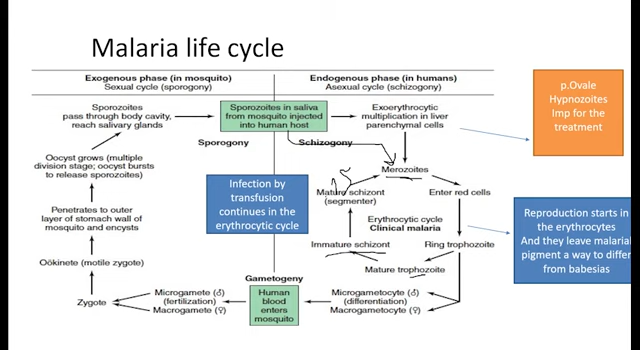 Malaria life cycle
Exogenous phase (in mosquito)
Sexual cycle (sporogony)
Endogenous phase (in humans)
Asexual cycle (schizogony)
Sporozoites
pass through body cavity,
reach salivary glands
Sporozoites in saliva
from mosquito injected
into human host
Exoerythrocytic
multiplication in liver
parenchymal cells
p.Ovale
Hypnozoites
Imp for the
treatment
Sporogony
Schizogony
Oocyst grows (multiple
division stage; oocyst bursts
to release sporozoites)
Merozoites
Infection by
transfusion
continues in the
erythrocytic cycle
Mature schizont
(segmenter)
Enter red cells
Penetrates to outer
layer of stomach wall of
mosquito and encysts
Erythrocytic cycle
Clinical malaria
Reproduction starts in
the erythrocytes
And they leave malarial
pigment a way to differ
from babesias
Immature schizont
Ring trophozoite
Oökinete (motile zygote)
Mature trophozoite
Gametogeny
Zygote
Microgamete (♂)
(fertilization)
Macrogamete (♀)
Human
blood
enters
mosquito
Microgametocyte (♂)
(differentiation)
Macrogametocyte (♀)